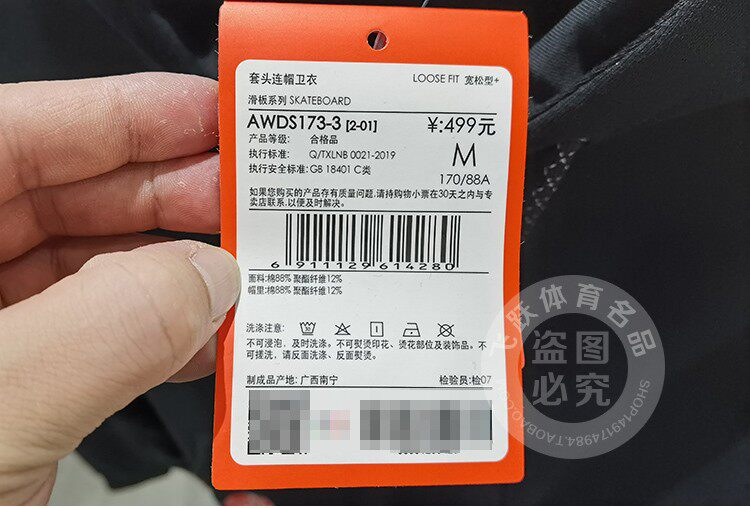 套头连帽卫衣 LOOSE FIT 宽松型+
滑板系列 SKATEBOARD
AWDS173-3 [2-01] ¥:499元
产品等级: 合格品
执行标准: Q/TXLNB 0021-2019 M
执行安全标准: GB 18401 C类 170/88A
如果您购买的产品存有质量问题,请持购物小票在30天之内与专
卖店联系,以便及时解决。
6 911129 614280
面料:棉88% 聚酯纤维12%
帽里:棉88% 聚酯纤维12%
洗涤注意:
不可浸泡，及时洗涤。不可熨烫印花、烫花部位及装饰品。不
可搓洗，请反面洗涤、反面熨烫。
制成品产地: 广西南宁 检验员:检07
飞跃体育名品
盗图
必究
SHOP149174984.TAOBAO.CO